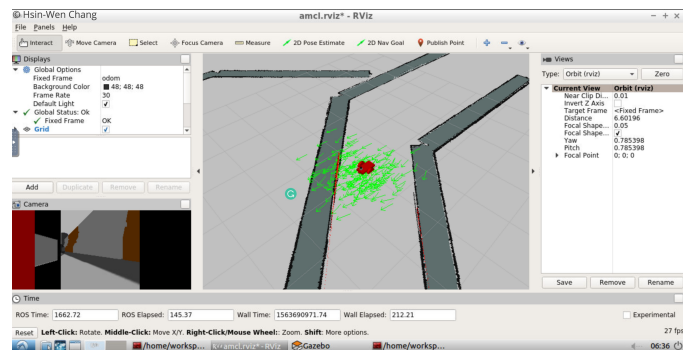 © Hsin-Wen Chang
amcl.rviz* - RViz
File Panels Help
Interact Move Camera Select Focus Camera Measure 2D Pose Estimate 2D Nav Goal Publish Point
Displays
Global Options
Fixed Frame odom
Background Color 48; 48; 48
Frame Rate 30
Default Light
Global Status: Ok
Fixed Frame OK
Grid
Add Duplicate Remove Rename
Camera
Views
Type: Orbit (rviz) Zero
Current View Orbit (rviz)
Near Clip Di... 0.01
Invert Z Axis
Target Frame <Fixed Frame>
Distance 6.60196
Focal Shape... 0.05
Focal Shape...
Yaw 0.785398
Pitch 0.785398
Focal Point 0; 0; 0
Save Remove Rename
Time
ROS Time: 1662.72 ROS Elapsed: 145.37 Wall Time: 1563690971.74 Wall Elapsed: 212.21 Experimental
Reset Left-Click: Rotate. Middle-Click: Move X/Y. Right-Click/Mouse Wheel:: Zoom. Shift: More options. 27 fps
/home/worksp... amcl.rviz* - RViz Gazebo /home/worksp... 06:36